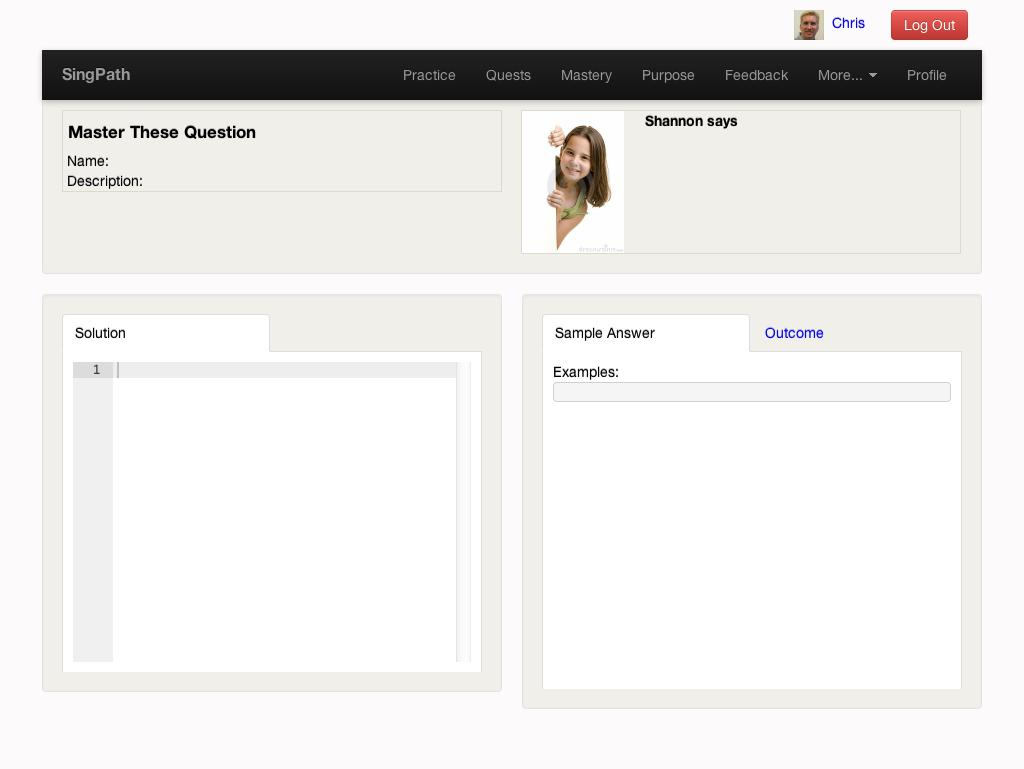 Chris
Log Out
SingPath
Practice
Quests
Mastery
Purpose
Feedback
More...
Profile
Master These Question
Name:
Description:
Shannon says
Solution
1
Sample Answer
Outcome
Examples: